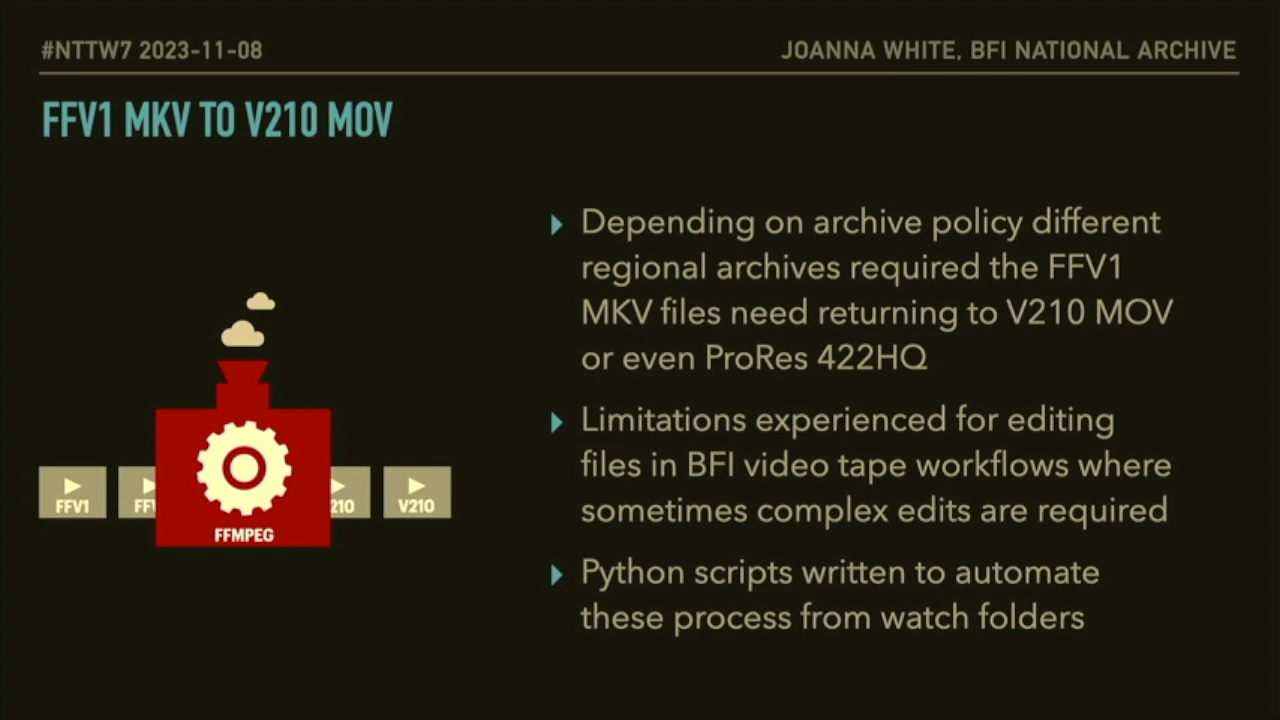 #NTTW7 2023-11-08
JOANNA WHITE, BFI NATIONAL ARCHIVE
FFV1 MKV TO V210 MOV
Depending on archive policy different
regional archives required the FFV1
MKV files need returning to V210 MOV
or even ProRes 422HQ
Limitations experienced for editing
files in BFI video tape workflows where
sometimes complex edits are required
Python scripts written to automate
these process from watch folders
FFV1
FFV
210
V210
FFMPEG